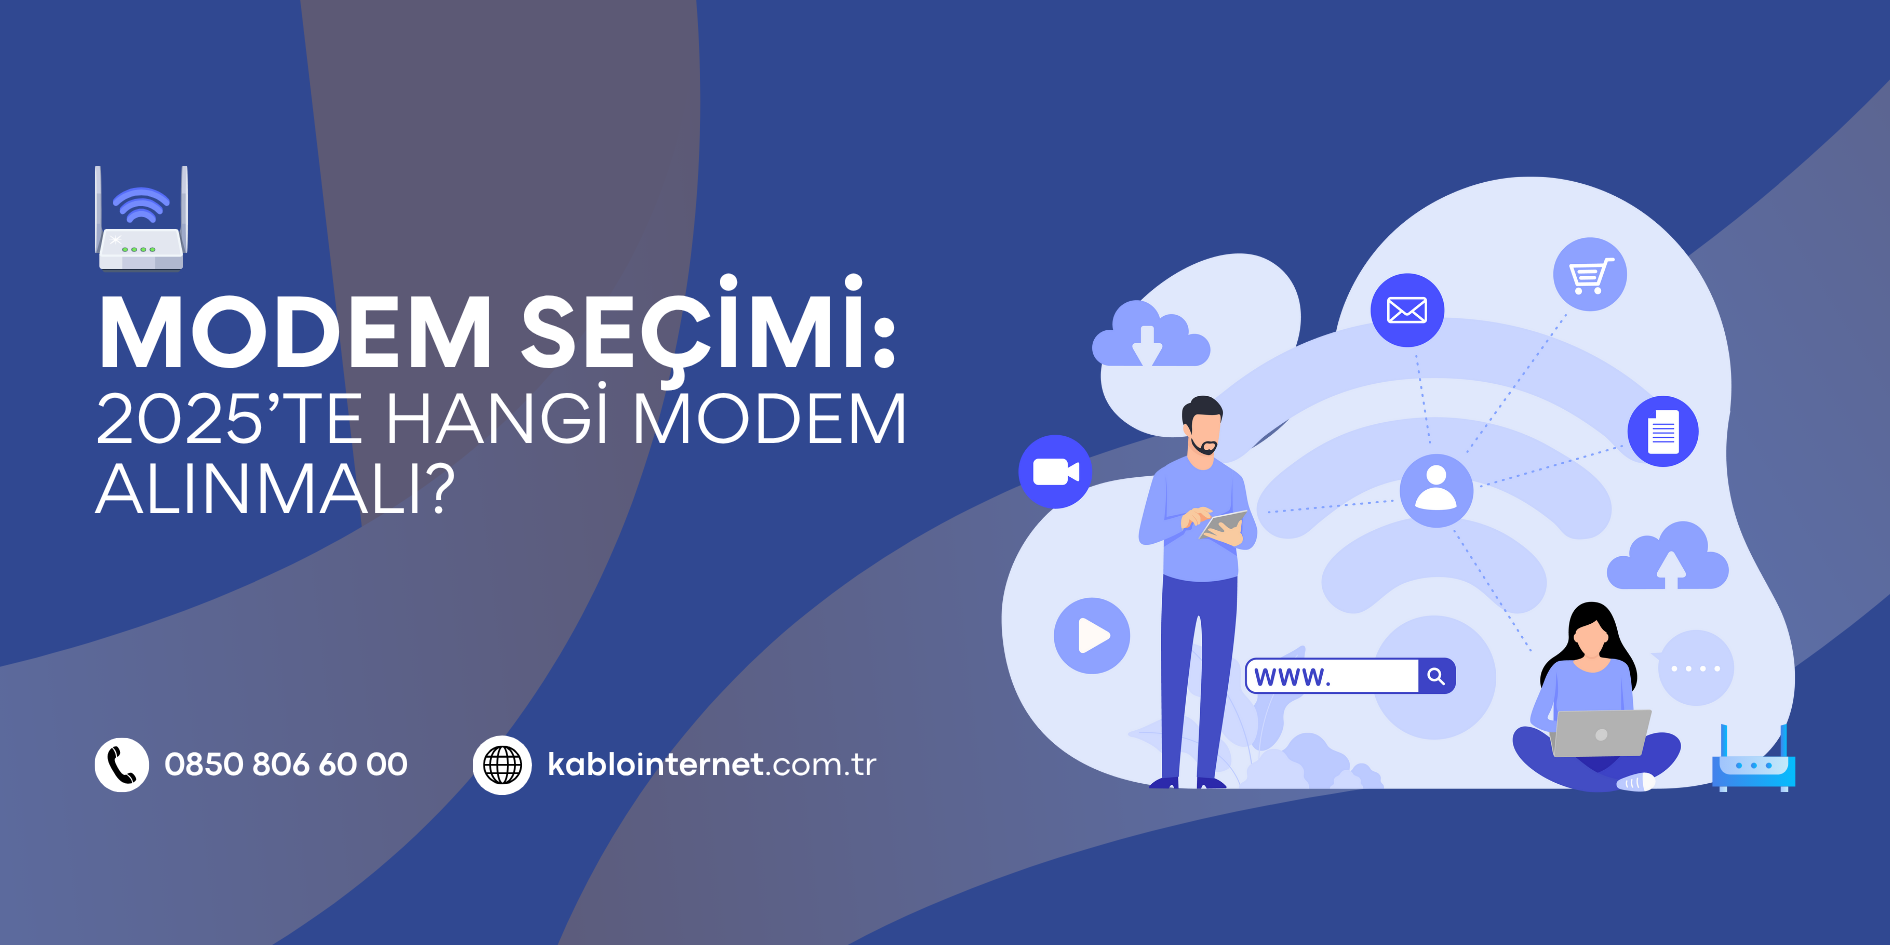 MODEM SEÇİMİ:
2025’TE HANGİ MODEM
ALINMALI?
0850 806 60 00
kablointernet.com.tr
www.